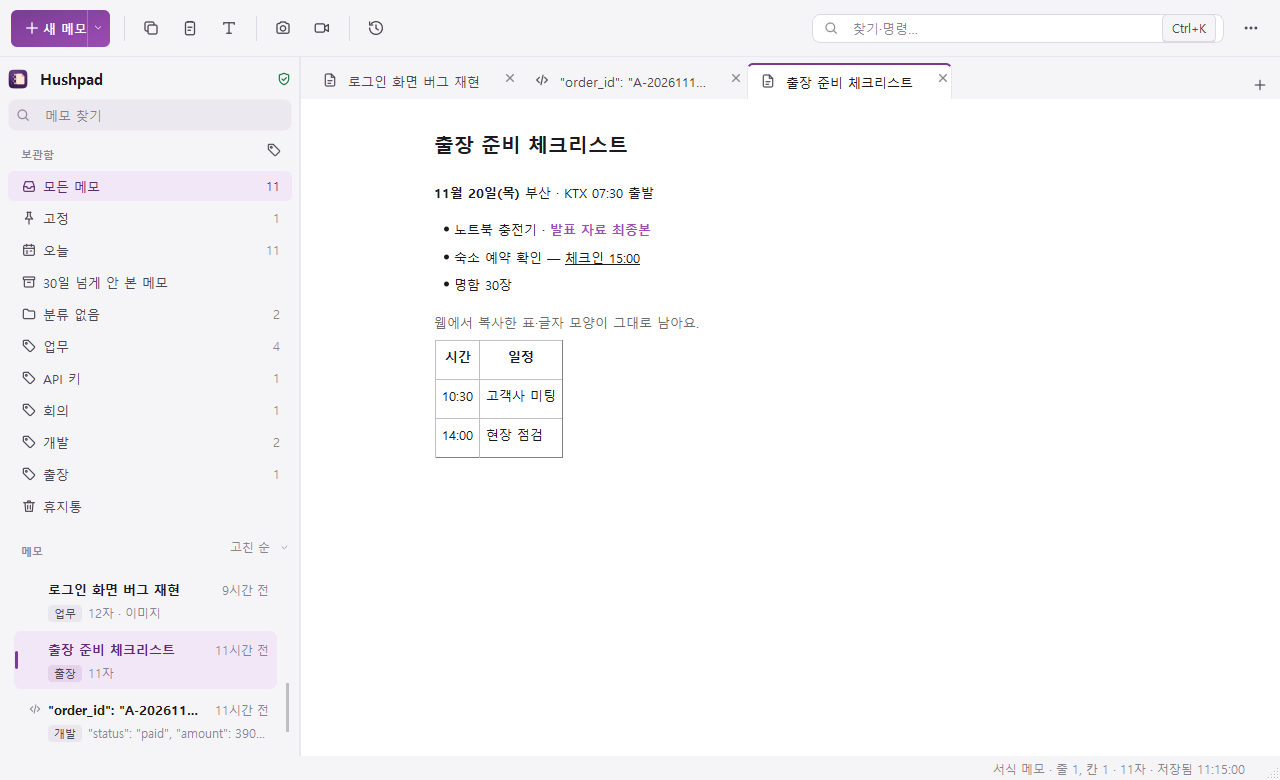 새 메모
찾기·명령...
Ctrl+K
Hushpad
메모 찾기
보관함
모든 메모 11
고정 1
오늘 11
30일 넘게 안 본 메모
분류 없음 2
업무 4
API 키 1
회의 1
개발 2
출장 1
휴지통
메모
고친 순
로그인 화면 버그 재현 9시간 전
업무 12자 · 이미지
출장 준비 체크리스트 11시간 전
출장 11자
"order_id": "A-202611... 11시간 전
개발 "status": "paid", "amount": 390...
로그인 화면 버그 재현
"order_id": "A-2026111...
출장 준비 체크리스트
출장 준비 체크리스트
11월 20일(목) 부산 · KTX 07:30 출발
• 노트북 충전기 · 발표 자료 최종본
• 숙소 예약 확인 — 체크인 15:00
• 명함 30장
웹에서 복사한 표·글자 모양이 그대로 남아요.
시간 일정
10:30 고객사 미팅
14:00 현장 점검
서식 메모 · 줄 1, 칸 1 · 11자 · 저장됨 11:15:00